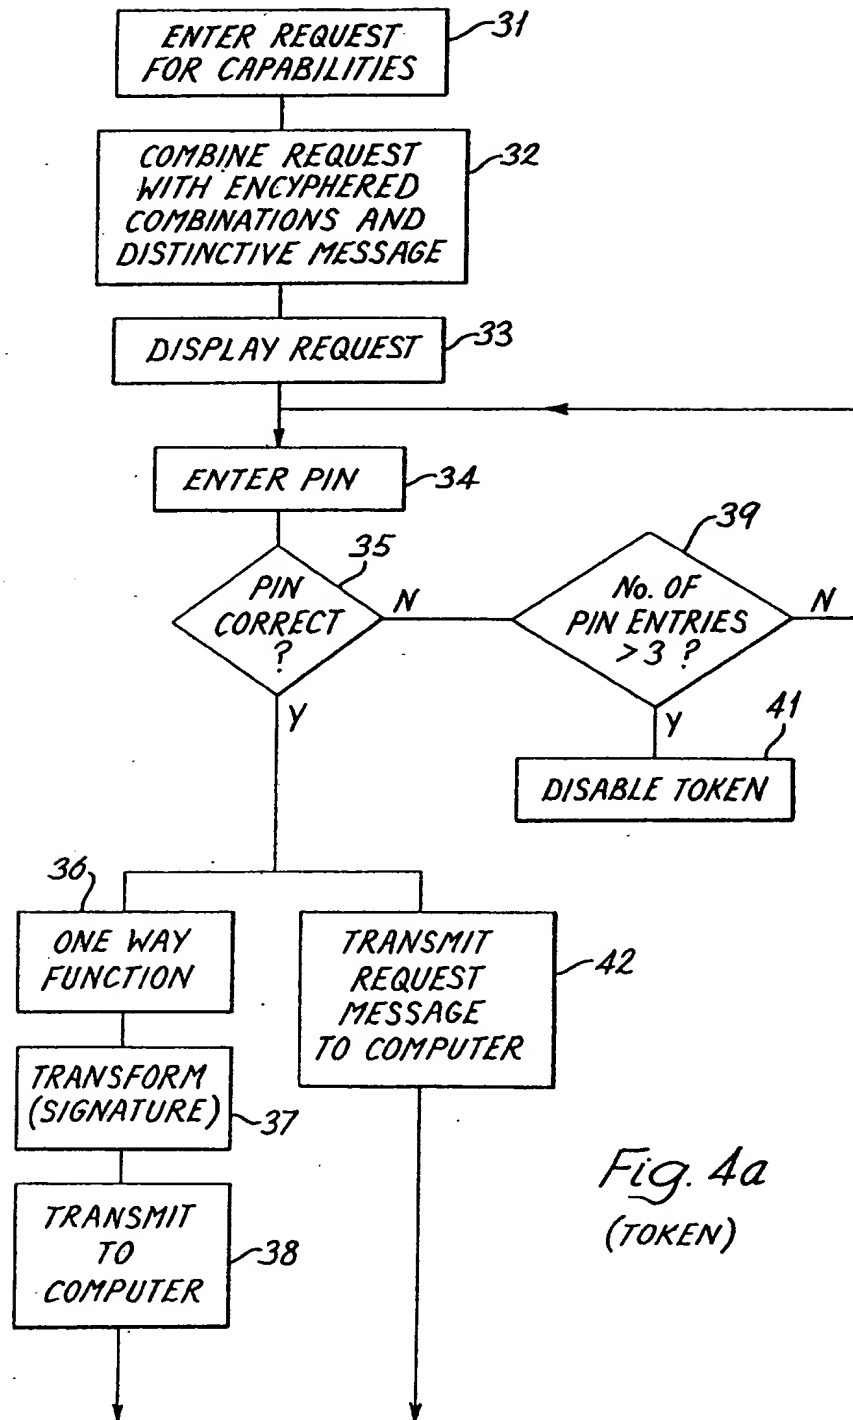 ENTER REQUEST
FOR CAPABILITIES
31
COMBINE REQUEST
WITH ENCYPHERED
COMBINATIONS AND
DISTINCTIVE MESSAGE
32
DISPLAY REQUEST
33
ENTER PIN
34
PIN
CORRECT
?
35
N
Y
No. OF
PIN ENTRIES
> 3 ?
39
N
Y
DISABLE TOKEN
41
36
ONE WAY
FUNCTION
TRANSFORM
(SIGNATURE)
37
TRANSMIT
TO
COMPUTER
38
TRANSMIT
REQUEST
MESSAGE
TO COMPUTER
42
Fig. 4a
(TOKEN)